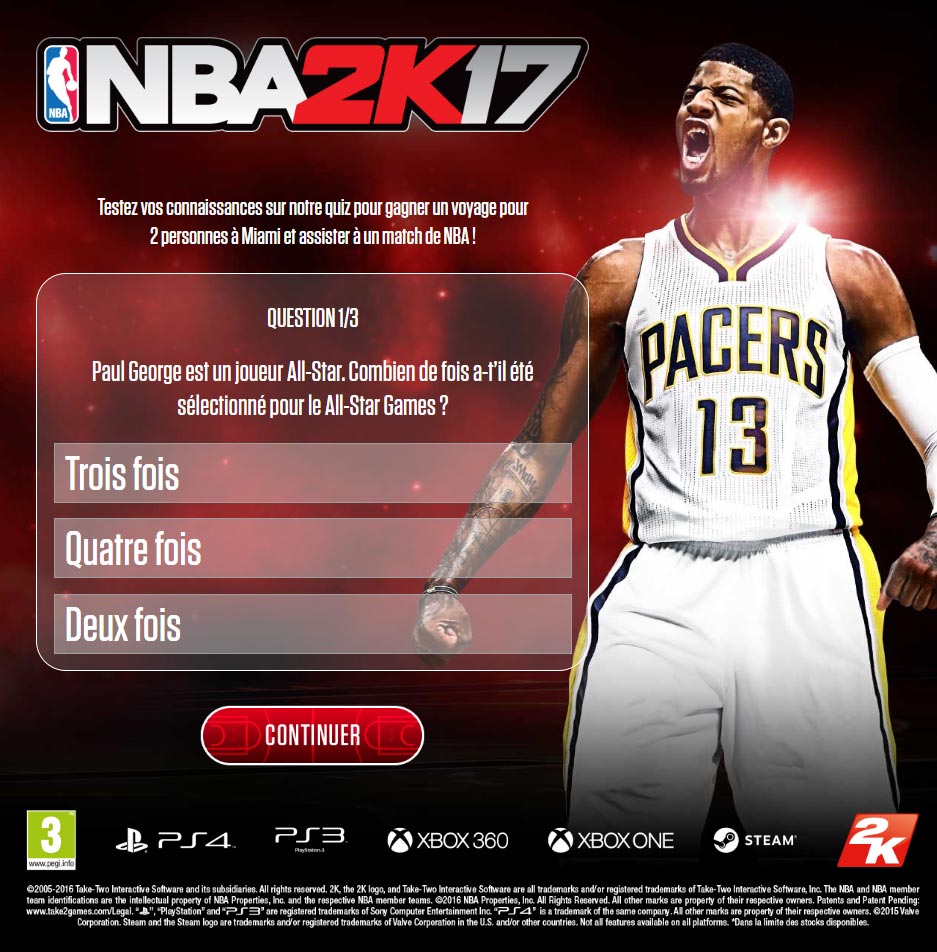 NBA NBA2K17
Testez vos connaissances sur notre quiz pour gagner un voyage pour
2 personnes à Miami et assister à un match de NBA !
QUESTION 1/3
Paul George est un joueur All-Star. Combien de fois a-t'il été
sélectionné pour le All-Star Games ?
Trois fois
Quatre fois
Deux fois
CONTINUER
PACERS
13
3
www.pegi.info
PS4
PS3
PlayStation.3
XBOX 360
XBOX ONE
STEAM
2K
©2005-2016 Take-Two Interactive Software and its subsidiaries. All rights reserved. 2K, the 2K logo, and Take-Two Interactive Software are all trademarks and/or registered trademarks of Take-Two Interactive Software, Inc. The NBA and NBA member
team identifications are the intellectual property of NBA Properties, Inc. and the respective NBA member teams. ©2016 NBA Properties, Inc. All Rights Reserved. All other marks are property of their respective owners. Patents and Patent Pending:
www.take2games.com/Legal. "PS", "PlayStation" and "PS3" are registered trademarks of Sony Computer Entertainment Inc. "PS4" is a trademark of the same company. All other marks are property of their respective owners. ©2015 Valve
Corporation. Steam and the Steam logo are trademarks and/or registered trademarks of Valve Corporation in the U.S. and/or other countries. Not all features available on all platforms. *Dans la limite des stocks disponibles.